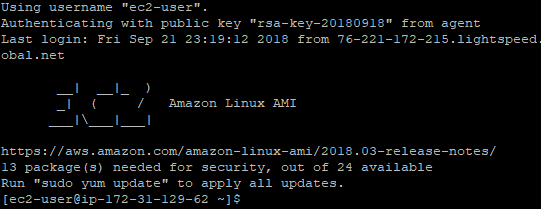 Using username "ec2-user".
Authenticating with public key "rsa-key-20180918" from agent
Last login: Fri Sep 21 23:19:12 2018 from 76-221-172-215.lightspeed.
obal.net
       __|  __|_  )
       _|  (     /   Amazon Linux AMI
      ___|\___|___|
https://aws.amazon.com/amazon-linux-ami/2018.03-release-notes/
13 package(s) needed for security, out of 24 available
Run "sudo yum update" to apply all updates.
[ec2-user@ip-172-31-129-62 ~]$